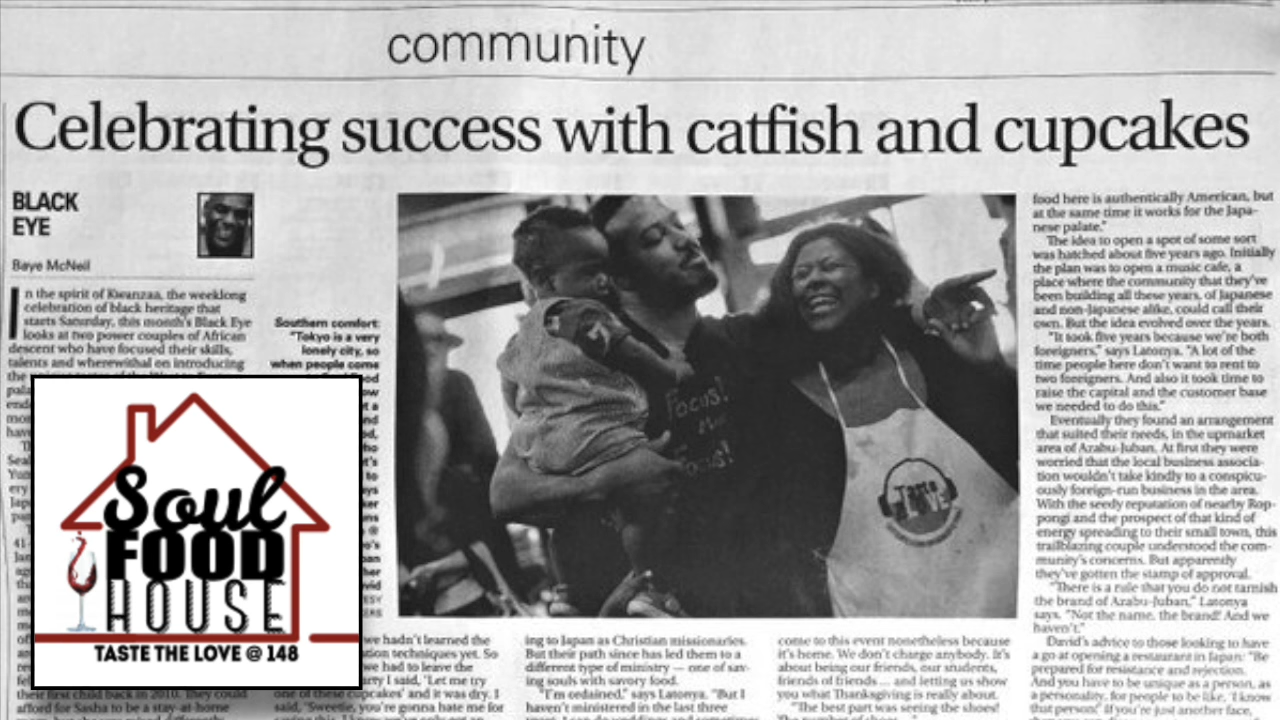 community
Celebrating success with catfish and cupcakes
BLACK
EYE
Baye McNeil
In the spirit of Kwanzaa, the weeklong
celebration of black heritage that
starts Saturday, this month's Black Eye
looks at two power couples of African
descent who have focused their skills,
talents and wherewithal on introducing
the
Southern comfort:
"Tokyo is a very
lonely city, so
when people come
Focus!
Focus!
Soul
FOOD
HOUSE
TASTE THE LOVE @ 148
their first child back in 2010. They could
afford for Sasha to be a stay-at-home
we hadn't learned the
techniques yet. So
we had to leave the
I said, 'Let me try
one of these cupcakes' and it was dry. I
said, 'Sweetie, you're gonna hate me for
ing to Japan as Christian missionaries.
But their path since has led them to a
different type of ministry — one of sav-
ing souls with savory food.
"I'm ordained," says Latonya. "But I
haven't ministered in the last three
come to this event nonetheless because
it's home. We don't charge anybody. It's
about being our friends, our students,
friends of friends ... and letting us show
you what Thanksgiving is really about.
"The best part was seeing the shoes!
food here is authentically American, but
at the same time it works for the Japa-
nese palate."
The idea to open a spot of some sort
was hatched about five years ago. Initially
the plan was to open a music cafe, a
place where the community that they've
been building all these years, of Japanese
and non-Japanese alike, could call their
own. But the idea evolved over the years.
"It took five years because we're both
foreigners," says Latonya. "A lot of the
time people here don't want to rent to
two foreigners. And also it took time to
raise the capital and the customer base
we needed to do this."
Eventually they found an arrangement
that suited their needs, in the upmarket
area of Azabu-Juban. At first they were
worried that the local business associa-
tion wouldn't take kindly to a conspicu-
ously foreign-run business in the area.
With the seedy reputation of nearby Rop-
pongi and the prospect of that kind of
energy spreading to their small town, this
trailblazing couple understood the com-
munity's concerns. But apparently
they've gotten the stamp of approval.
"There is a rule that you do not tarnish
the brand of Azabu-Juban," Latonya
says. "Not the name, the brand! And we
haven't."
David's advice to those looking to have
a go at opening a restaurant in Japan: "Be
prepared for resistance and rejection.
And you have to be unique as a person, as
a personality, for people to be like, 'I know
that person.' If you're just another face,